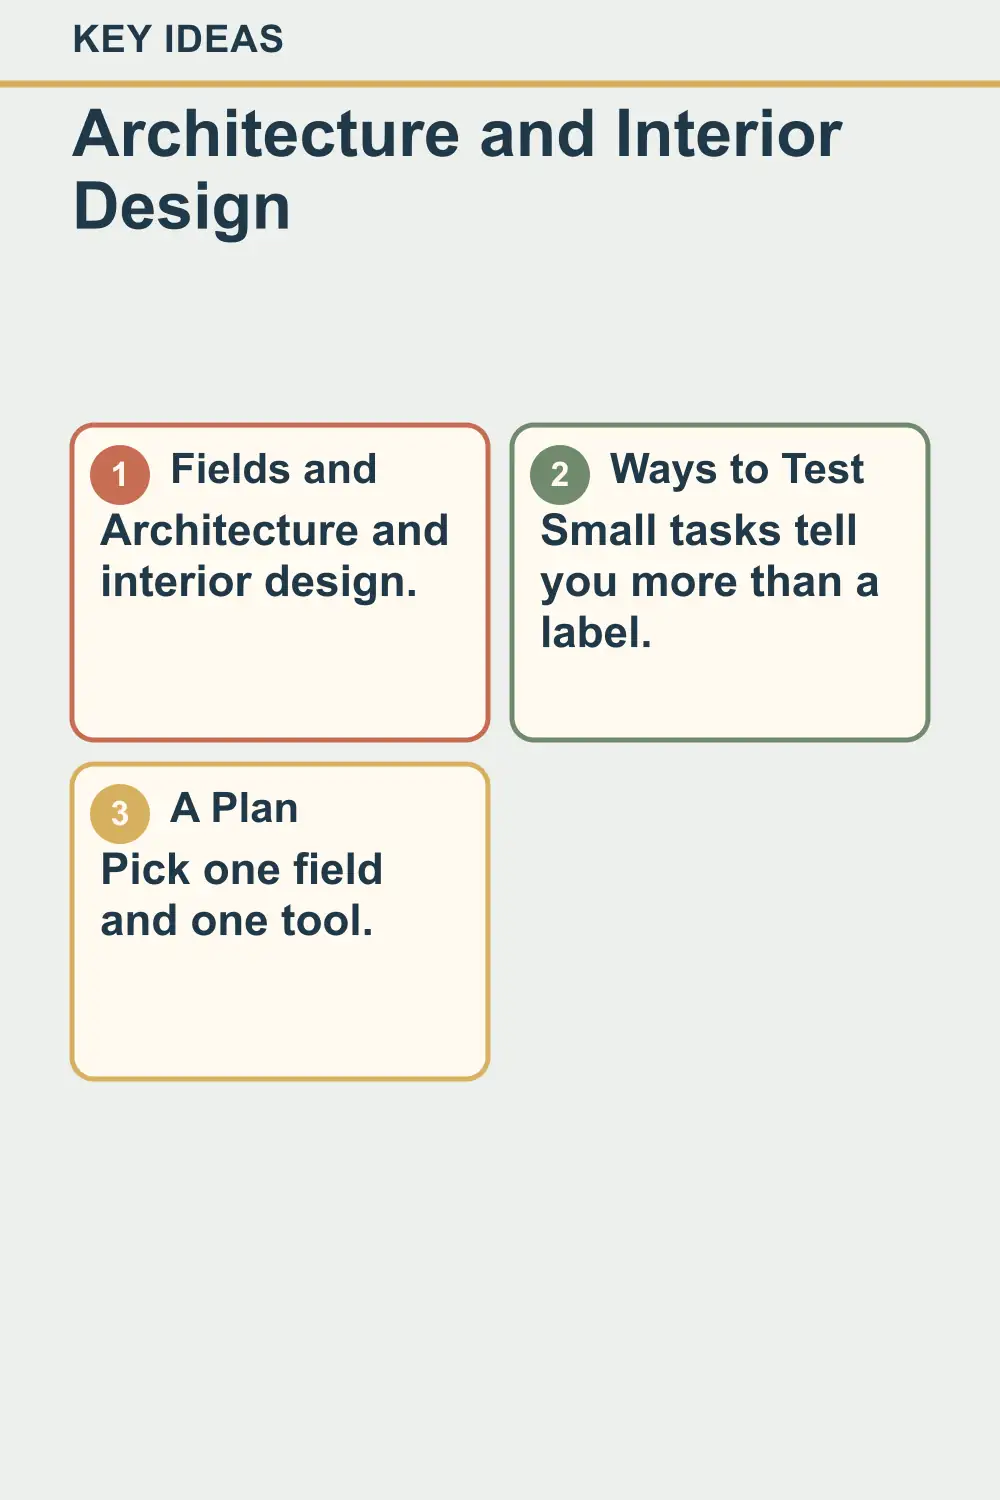 KEY IDEAS
Architecture and Interior
Design
1 Fields and
Architecture and
interior design.
2 Ways to Test
Small tasks tell
you more than a
label.
3 A Plan
Pick one field
and one tool.